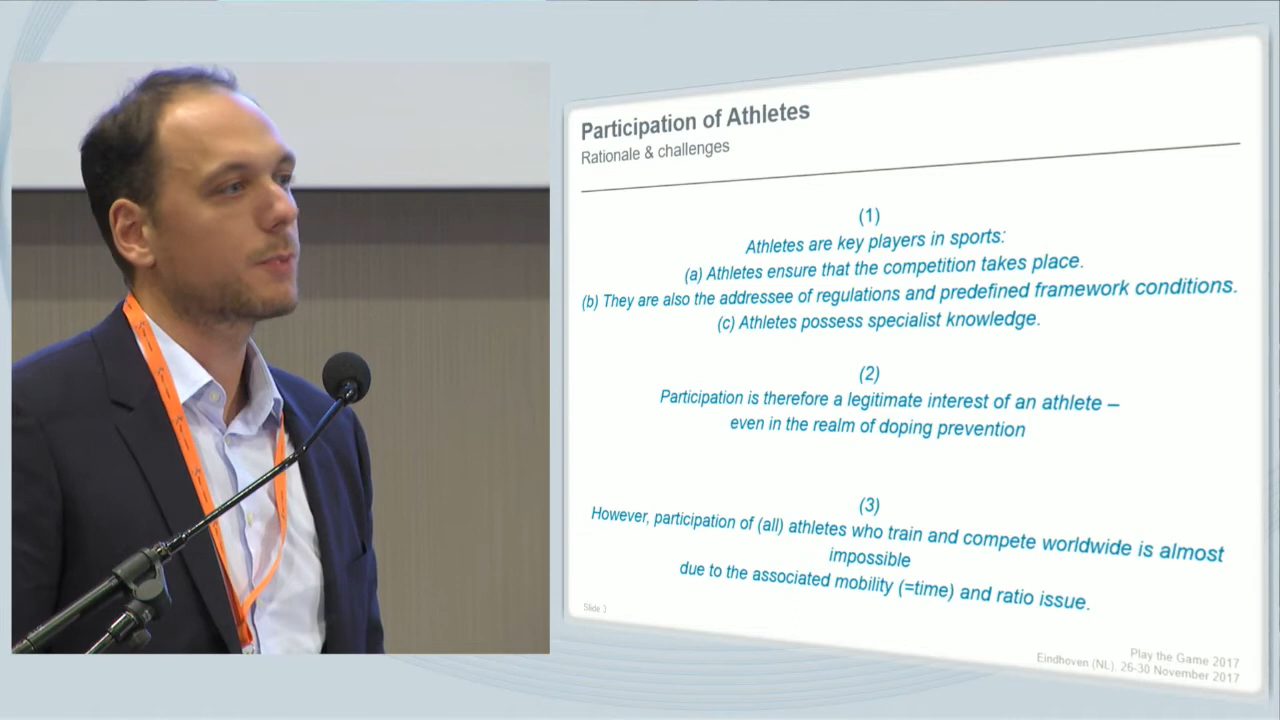 Participation of Athletes
Rationale & challenges
(1)
Athletes are key players in sports:
(a) Athletes ensure that the competition takes place.
(b) They are also the addressee of regulations and predefined framework conditions.
(c) Athletes possess specialist knowledge.
(2)
Participation is therefore a legitimate interest of an athlete –
even in the realm of doping prevention
(3)
However, participation of (all) athletes who train and compete worldwide is almost
impossible
due to the associated mobility (=time) and ratio issue.
Slide 3
Play the Game 2017
Eindhoven (NL). 26-30 November 2017